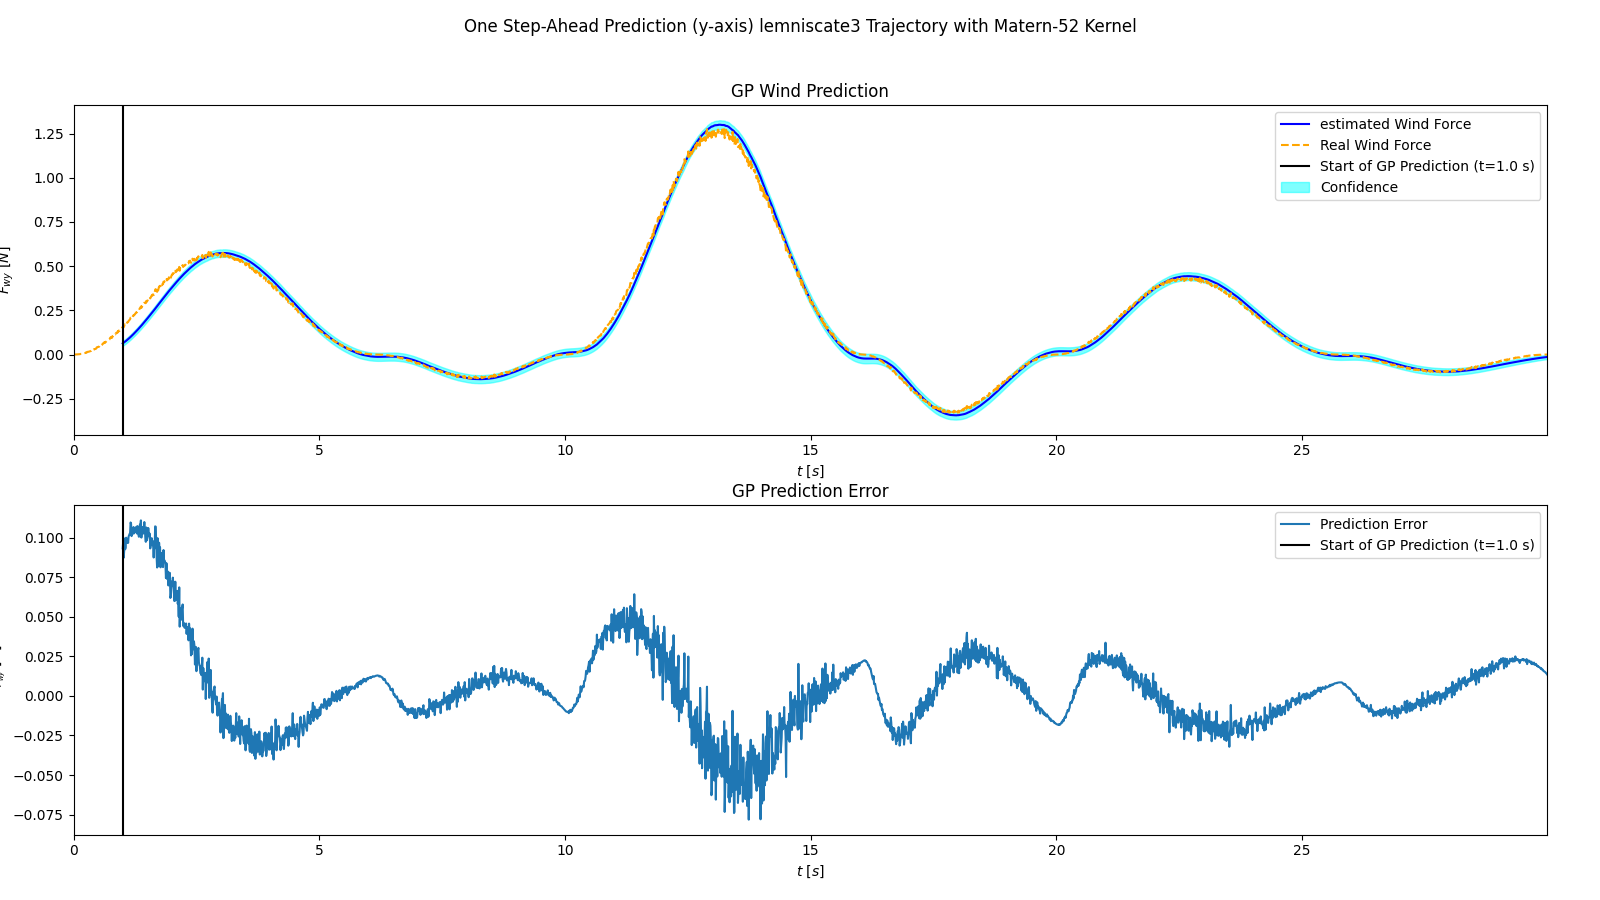 One Step-Ahead Prediction (y-axis) lemniscate3 Trajectory with Matern-52 Kernel
GP Wind Prediction
1.25
1.00
0.75
0.50
0.25
0.00
−0.25
estimated Wind Force
Real Wind Force
Start of GP Prediction (t=1.0 s)
Confidence
0 5 10 15 20 25
t [s]
GP Prediction Error
0.100
0.075
0.050
0.025
0.000
−0.025
−0.050
−0.075
Prediction Error
Start of GP Prediction (t=1.0 s)
0 5 10 15 20 25
t [s]